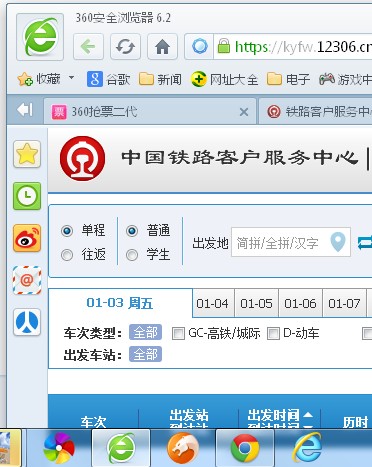 360安全浏览器 6.2
https://kyfw.12306.cn
收藏 谷歌 新闻 网址大全 电子 游戏中
360抢票二代 铁路客户服务中
中国铁路客户服务中心
单程 普通
往返 学生
出发地 简拼/全拼/汉字
01-03 周五 01-04 01-05 01-06 01-07
车次类型: 全部 GC-高铁/城际 D-动车
出发车站: 全部
车次 出发站 出发时间 历时
到达站 到达时间